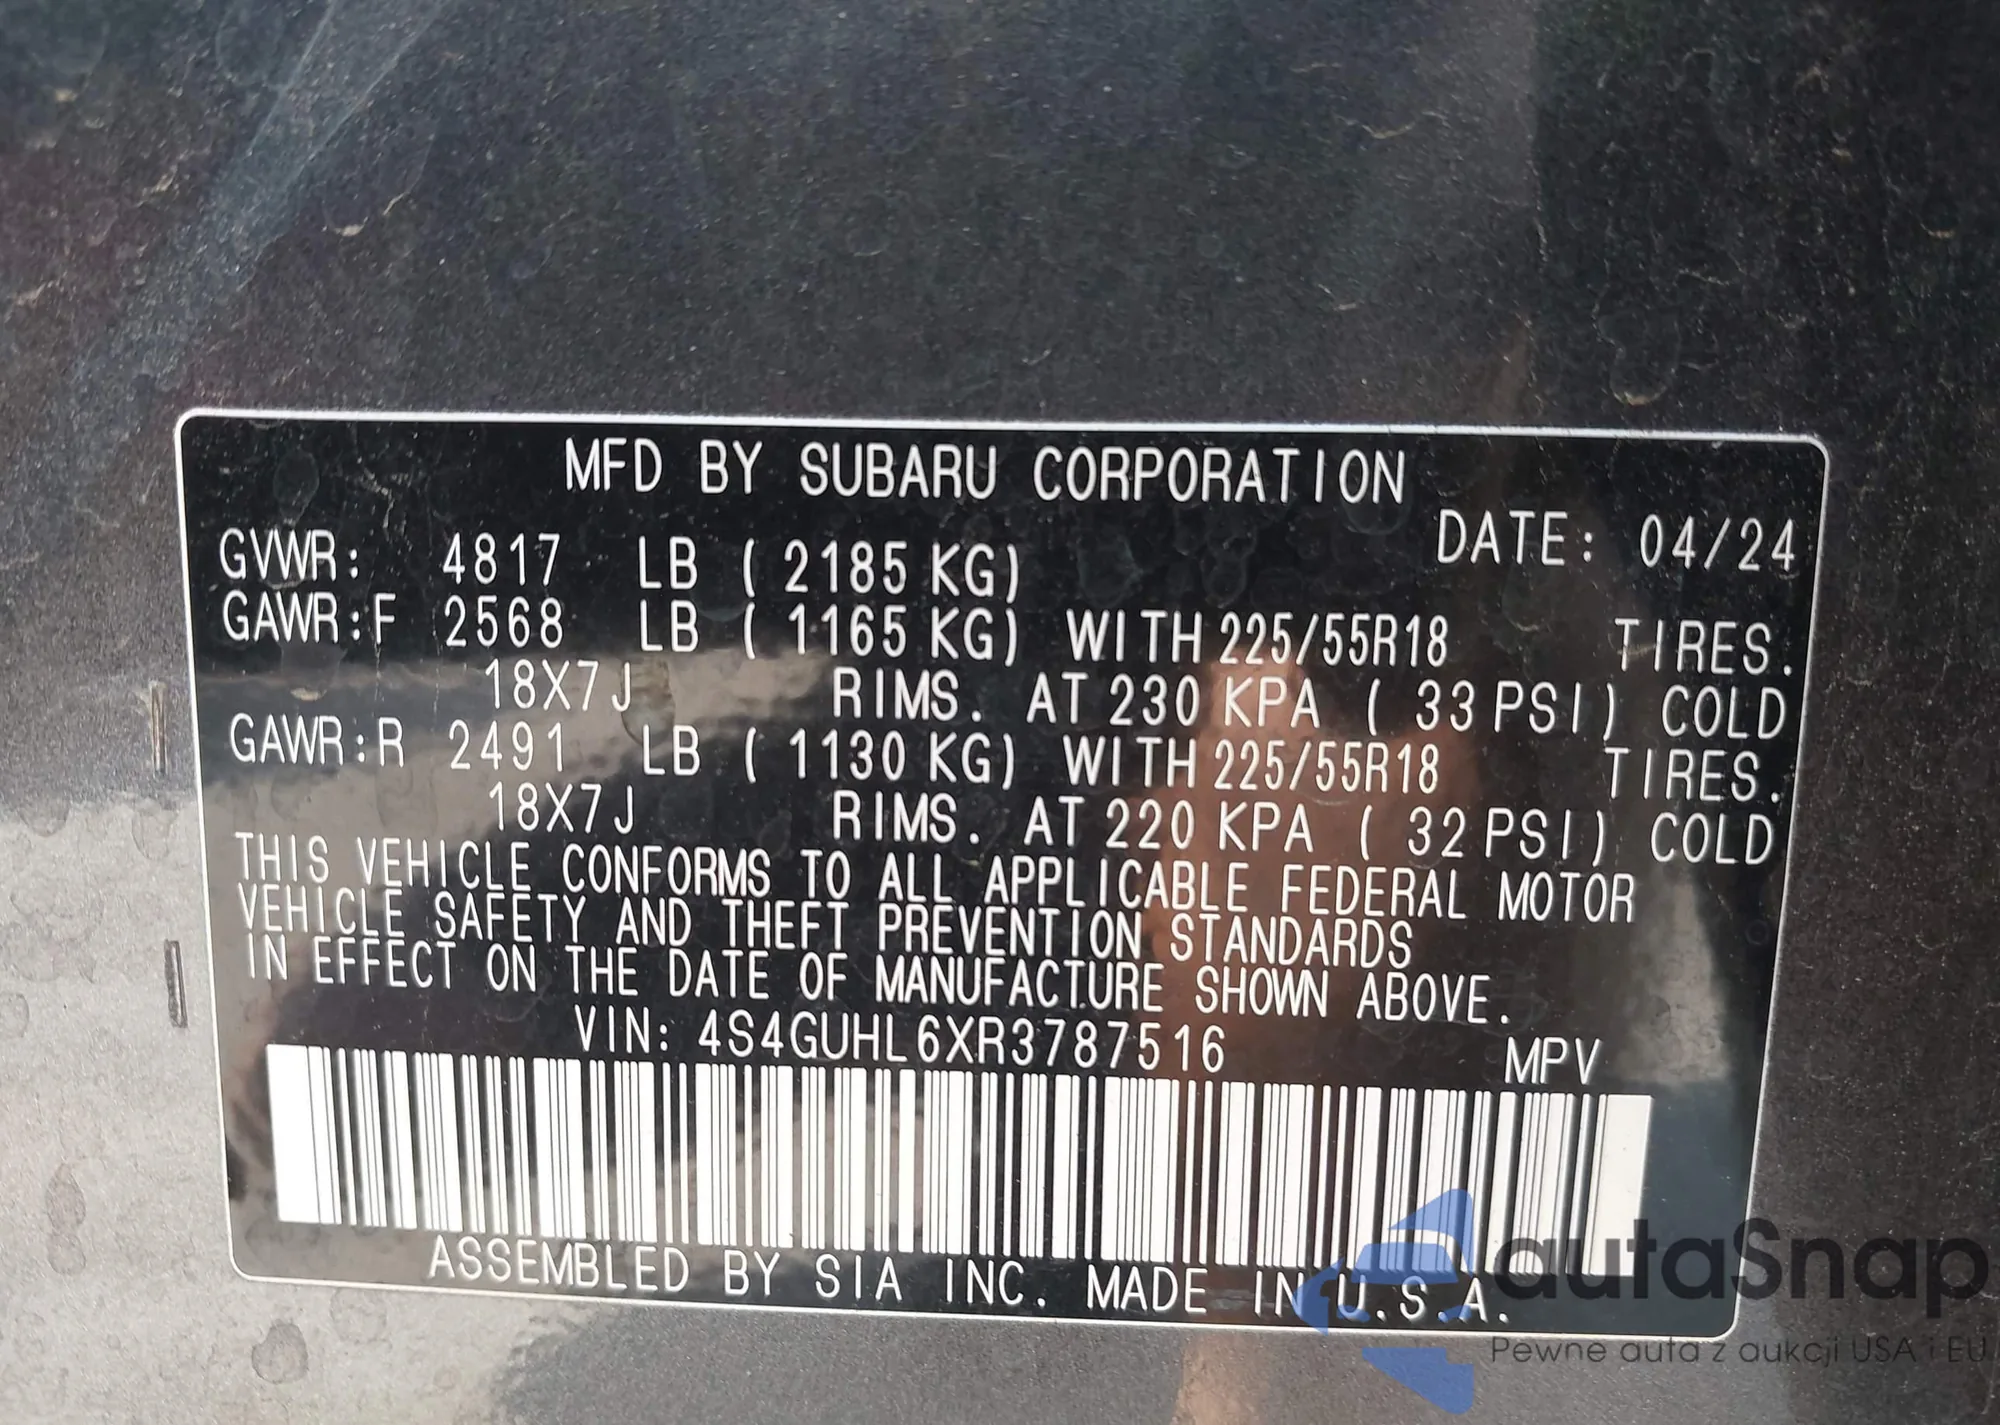 MFD BY SUBARU CORPORATION
DATE: 04/24
GVWR: 4817 LB ( 2185 KG)
GAWR:F 2568 LB ( 1165 KG) WITH 225/55R18 TIRES.
18X7J RIMS. AT 230 KPA ( 33 PSI) COLD
GAWR:R 2491 LB ( 1130 KG) WITH 225/55R18 TIRES.
18X7J RIMS. AT 220 KPA ( 32 PSI) COLD
THIS VEHICLE CONFORMS TO ALL APPLICABLE FEDERAL MOTOR
VEHICLE SAFETY AND THEFT PREVENTION STANDARDS
IN EFFECT ON THE DATE OF MANUFACTURE SHOWN ABOVE.
VIN: 4S4GUHL6XR3787516 MPV
ASSEMBLED BY SIA INC. MADE IN U.S.A.
autaSnap
Pewne auta z aukcji USA i EU